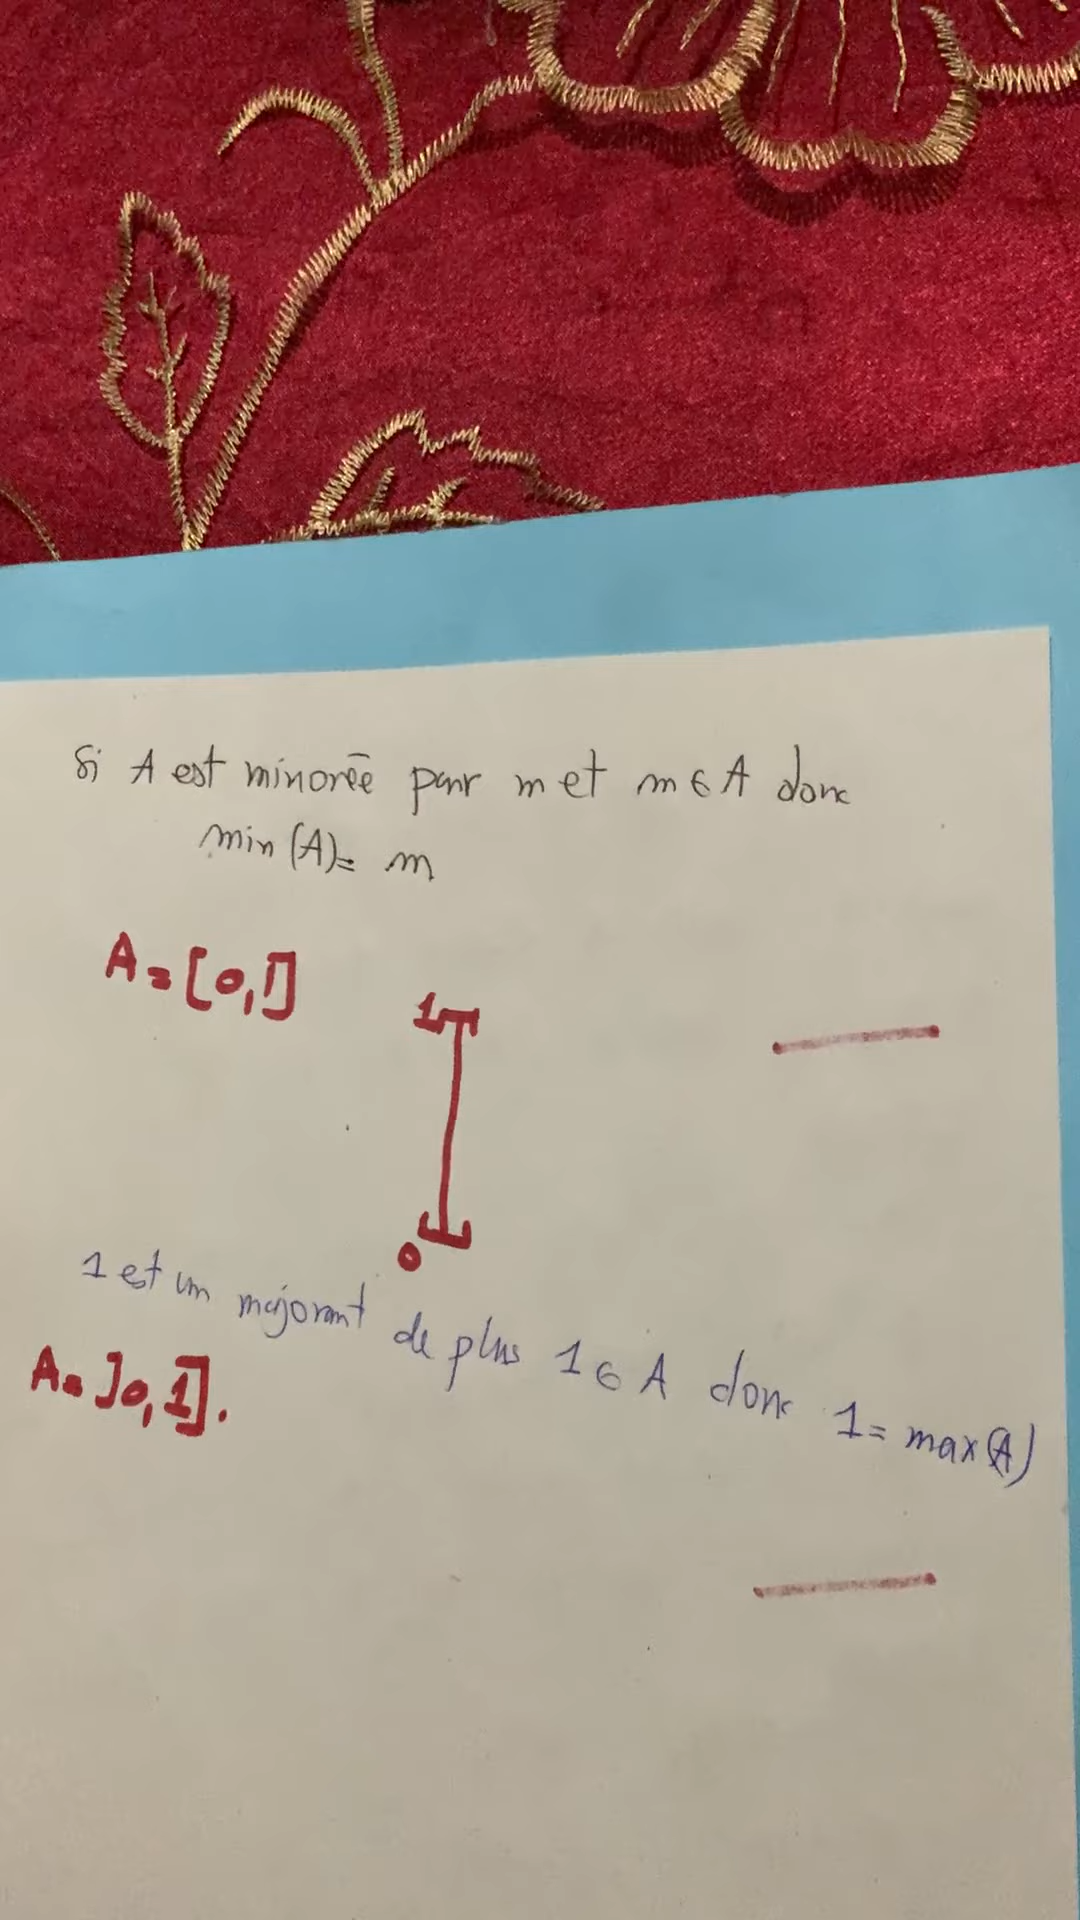 Si A est minorée par m et m ∈ A donc
min (A) = m
A = [0,1]
1
0
1 est un majorant de plus 1 ∈ A donc 1 = max(A)
A = ]0,1].